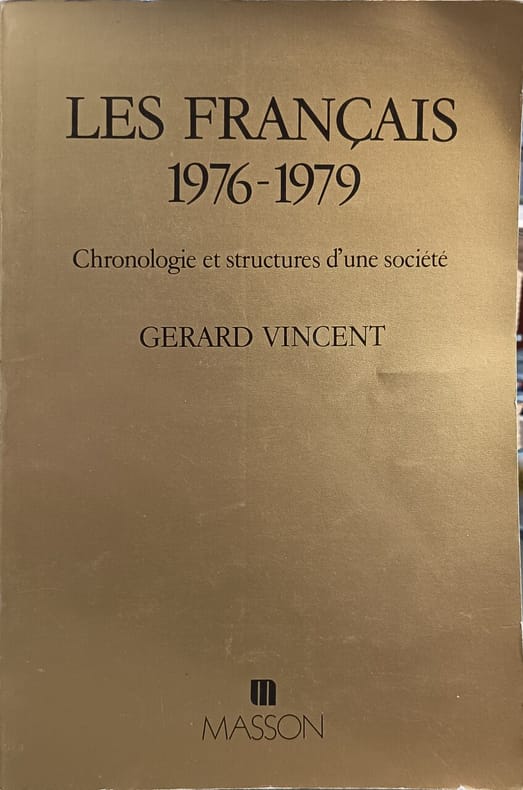 LES FRANÇAIS
1976-1979
Chronologie et structures d'une société
GERARD VINCENT
m
MASSON